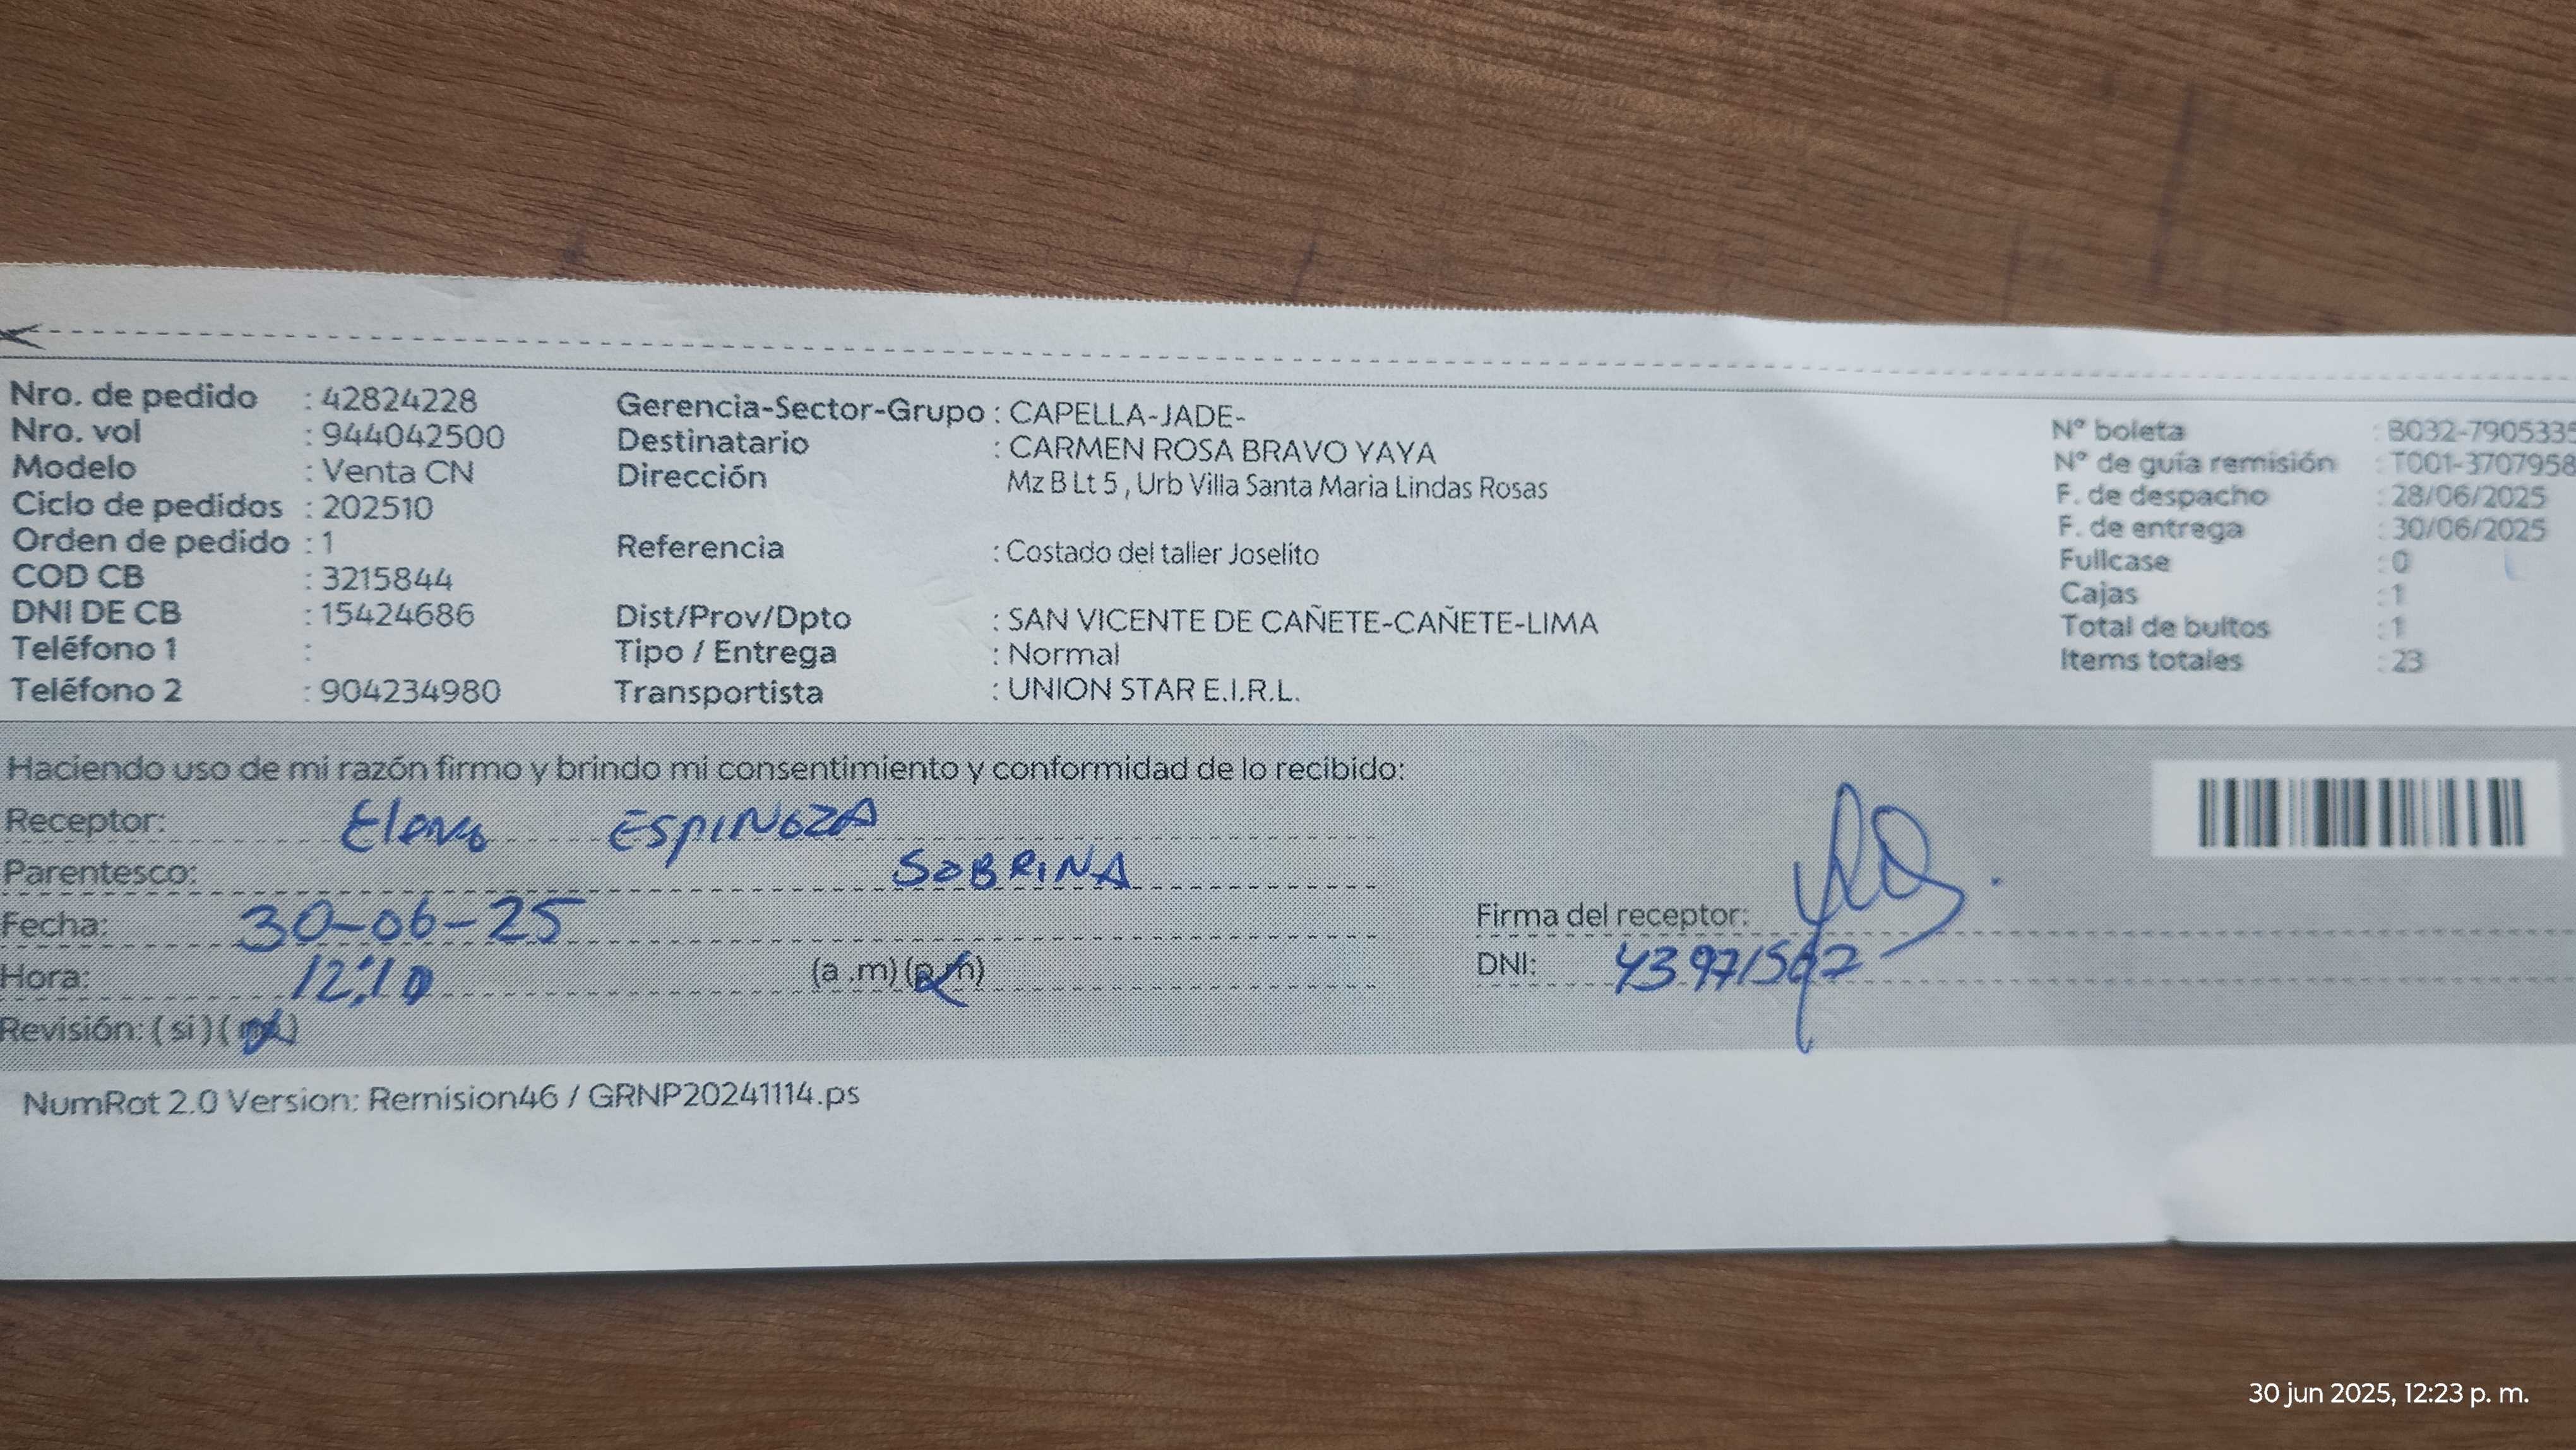 Nro. de pedido : 42824228
Nro. vol : 944042500
Modelo : Venta CN
Ciclo de pedidos : 202510
Orden de pedido : 1
COD CB : 3215844
DNI DE CB : 15424686
Teléfono 1 :
Teléfono 2 : 904234980
Gerencia-Sector-Grupo : CAPELLA-JADE-
Destinatario : CARMEN ROSA BRAVO YAYA
Dirección Mz B Lt 5 , Urb Villa Santa Maria Lindas Rosas
Referencia : Costado del taller Joselito
Dist/Prov/Dpto : SAN VICENTE DE CAÑETE-CAÑETE-LIMA
Tipo / Entrega : Normal
Transportista : UNION STAR E.I.R.L.
N° boleta : B032-7905335
N° de guía remisión : T001-3707958
F. de despacho : 28/06/2025
F. de entrega : 30/06/2025
Fullcase : 0
Cajas : 1
Total de bultos : 1
Items totales : 23
Haciendo uso de mi razón firmo y brindo mi consentimiento y conformidad de lo recibido:
Receptor: Elena ESPINOZA
Parentesco: SOBRINA
Fecha: 30-06-25
Hora: 12:10 (a .m) (p.m)
Revisión: ( si ) ( no )
Firma del receptor:
DNI: 43971567
NumRot 2.0 Version: Remision46 / GRNP20241114.ps
30 jun 2025, 12:23 p. m.